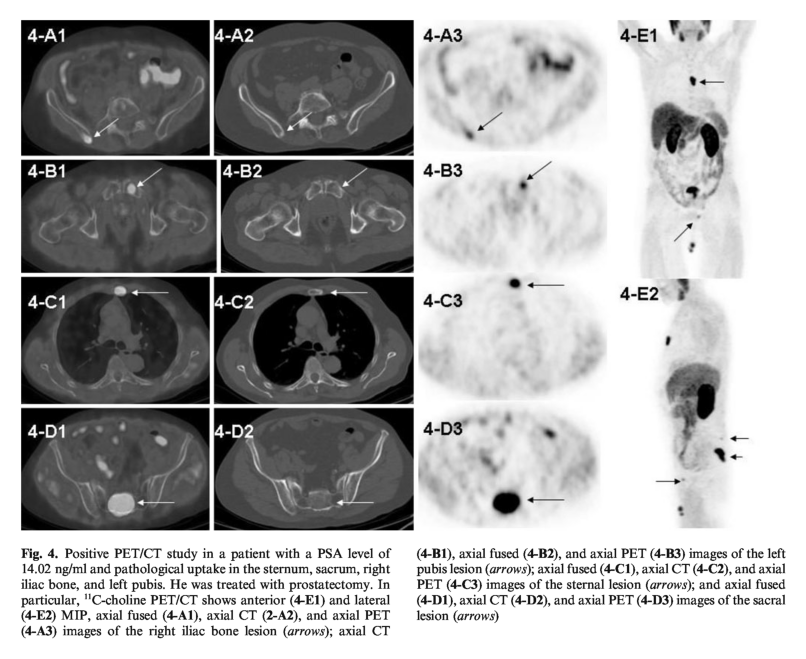 4-A1
4-A2
4-A3
4-E1
4-B1
4-B2
4-B3
4-C1
4-C2
4-C3
4-E2
4-D1
4-D2
4-D3
Fig. 4. Positive PET/CT study in a patient with a PSA level of
14.02 ng/ml and pathological uptake in the sternum, sacrum, right
iliac bone, and left pubis. He was treated with prostatectomy. In
particular, ¹¹C-choline PET/CT shows anterior (4-E1) and lateral
(4-E2) MIP, axial fused (4-A1), axial CT (2-A2), and axial PET
(4-A3) images of the right iliac bone lesion (arrows); axial CT
(4-B1), axial fused (4-B2), and axial PET (4-B3) images of the left
pubis lesion (arrows); axial fused (4-C1), axial CT (4-C2), and axial
PET (4-C3) images of the sternal lesion (arrows); and axial fused
(4-D1), axial CT (4-D2), and axial PET (4-D3) images of the sacral
lesion (arrows)